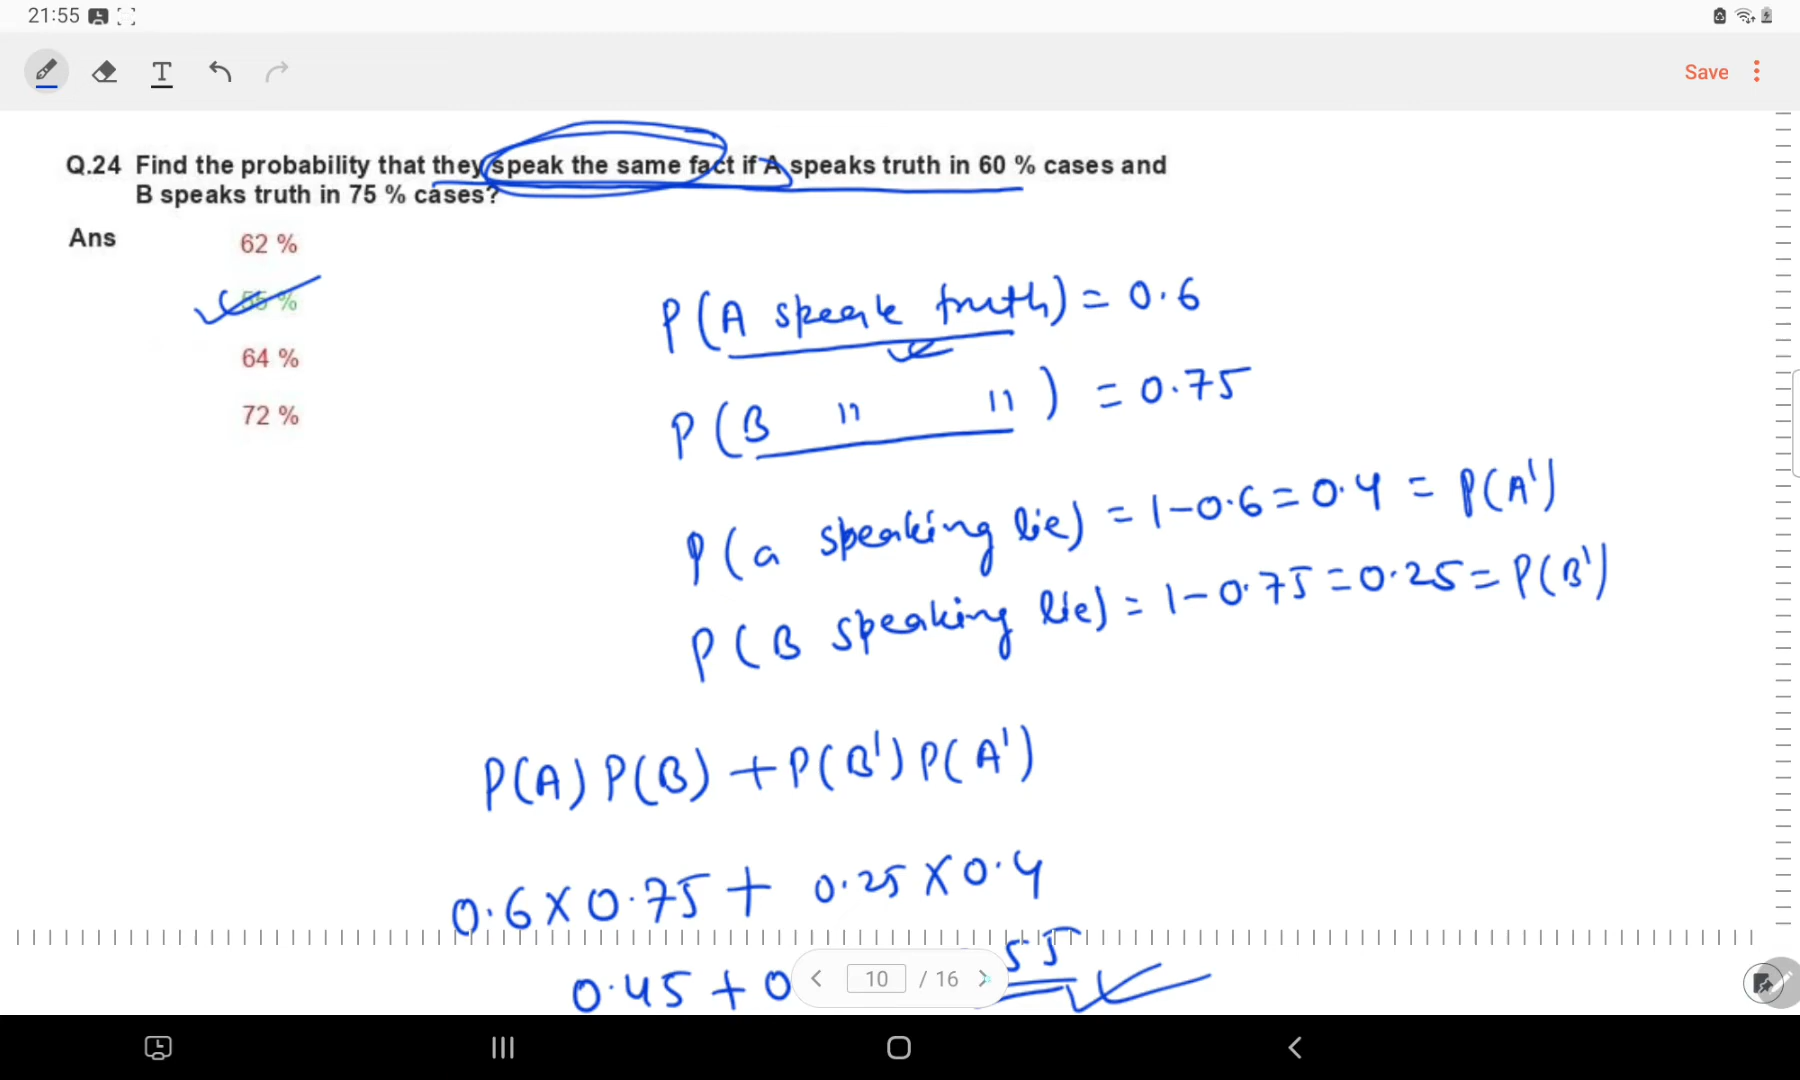 21:55
Save
Q.24 Find the probability that they speak the same fact if A speaks truth in 60 % cases and
B speaks truth in 75 % cases?
Ans
62 %
55 %
64 %
72 %
P(A speak truth) = 0.6
P(B " ") = 0.75
P(a speaking lie) = 1-0.6 = 0.4 = P(A')
P(B speaking lie) = 1-0.75 = 0.25 = P(B')
P(A) P(B) + P(B') P(A')
0.6 X 0.75 + 0.25 X 0.4
0.45 + 0 55
10 / 16